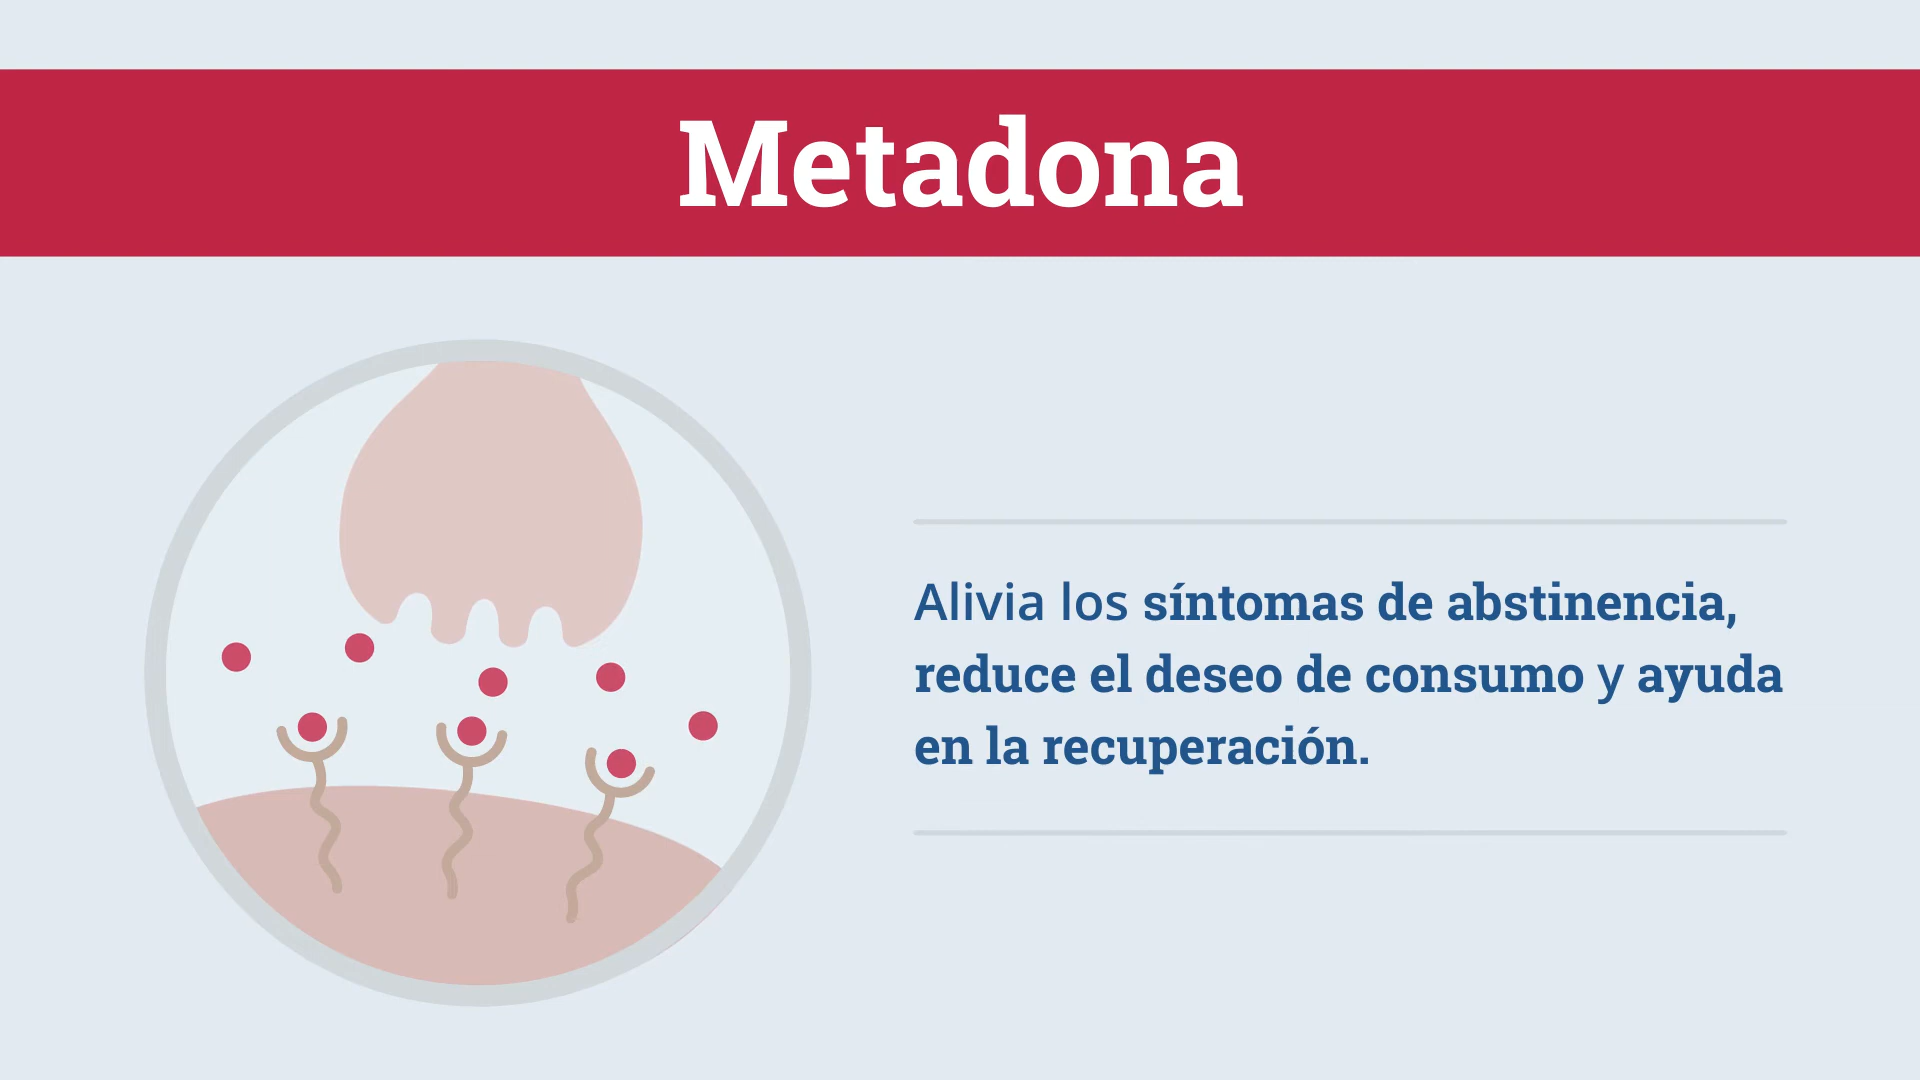 Metadona
Alivia los síntomas de abstinencia,
reduce el deseo de consumo y ayuda
en la recuperación.